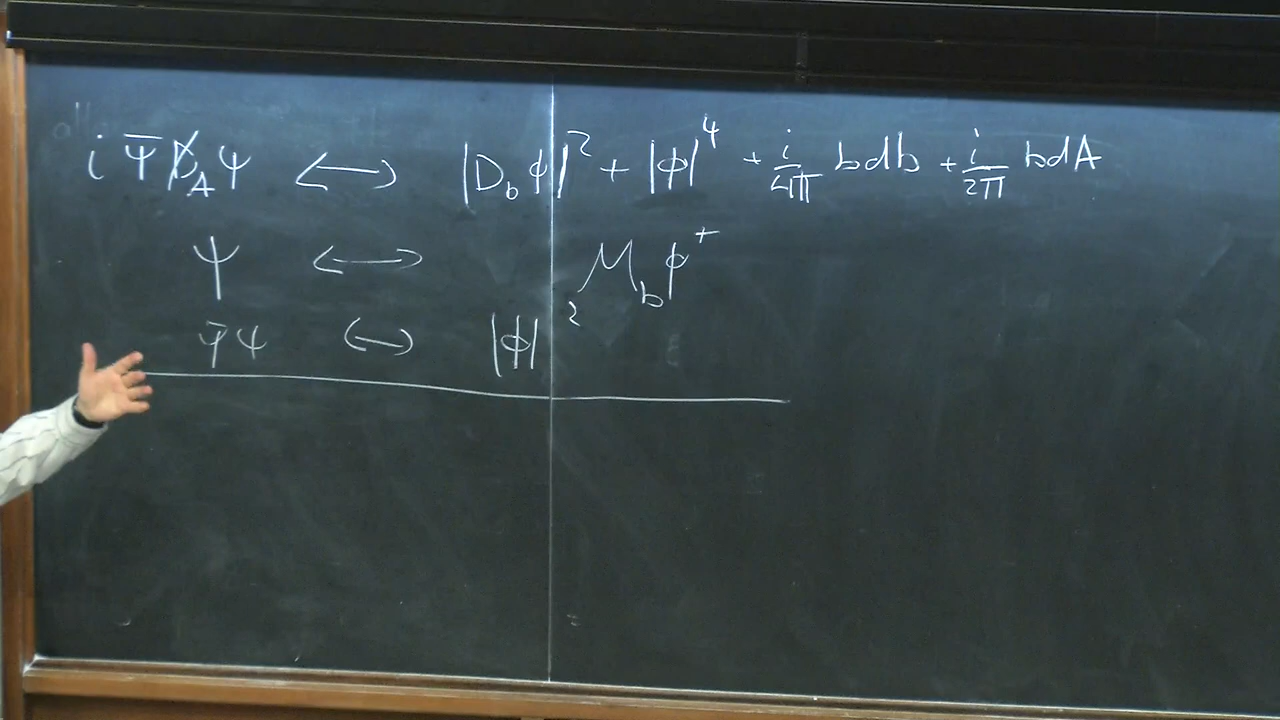 i Ψ̄ D̸_A Ψ ⟷ |D_b ϕ|² + |ϕ|⁴ + i/4π bdb + i/2π bdA
Ψ ⟷ M_b ϕ⁺
Ψ̄Ψ ⟷ |ϕ|²